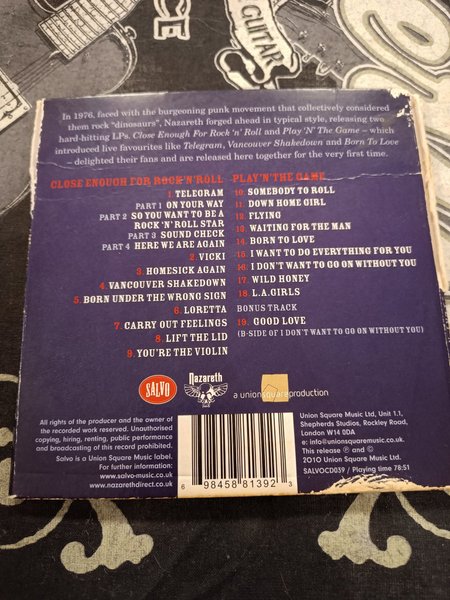 GUITAR
In 1976, faced with the burgeoning punk movement that collectively considered
them rock "dinosaurs", Nazareth forged ahead in typical style, releasing two
hard-hitting LPs. Close Enough For Rock 'n' Roll and Play 'N' The Game – which
introduced live favourites like Telegram, Vancouver Shakedown and Born To Love
– delighted their fans and are released here together for the very first time.
CLOSE ENOUGH FOR ROCK'N'ROLL
1. TELEGRAM
PART 1 ON YOUR WAY
PART 2 SO YOU WANT TO BE A
ROCK 'N' ROLL STAR
PART 3 SOUND CHECK
PART 4 HERE WE ARE AGAIN
2. VICKI
3. HOMESICK AGAIN
4. VANCOUVER SHAKEDOWN
5. BORN UNDER THE WRONG SIGN
6. LORETTA
7. CARRY OUT FEELINGS
8. LIFT THE LID
9. YOU'RE THE VIOLIN
PLAY'N'THE GAME
10. SOMEBODY TO ROLL
11. DOWN HOME GIRL
12. FLYING
13. WAITING FOR THE MAN
14. BORN TO LOVE
15. I WANT TO DO EVERYTHING FOR YOU
16. I DON'T WANT TO GO ON WITHOUT YOU
17. WILD HONEY
18. L.A. GIRLS
BONUS TRACK
19. GOOD LOVE
(B-SIDE OF I DON'T WANT TO GO ON WITHOUT YOU)
SALVO
Nazareth
a unionsquareproduction
All rights of the producer and the owner of
the recorded work reserved. Unauthorised
copying, hiring, renting, public performance
and broadcasting of this record prohibited.
Salvo is a Union Square Music label.
For further information:
www.salvo-music.co.uk
www.nazarethdirect.co.uk
6 98458 81392 3
Union Square Music Ltd, Unit 1.1,
Shepherds Studios, Rockley Road,
London W14 0DA
e: info@unionsquaremusic.co.uk
This release ℗ and ©
2010 Union Square Music Ltd.
SALVOCD039 / Playing time 78:51